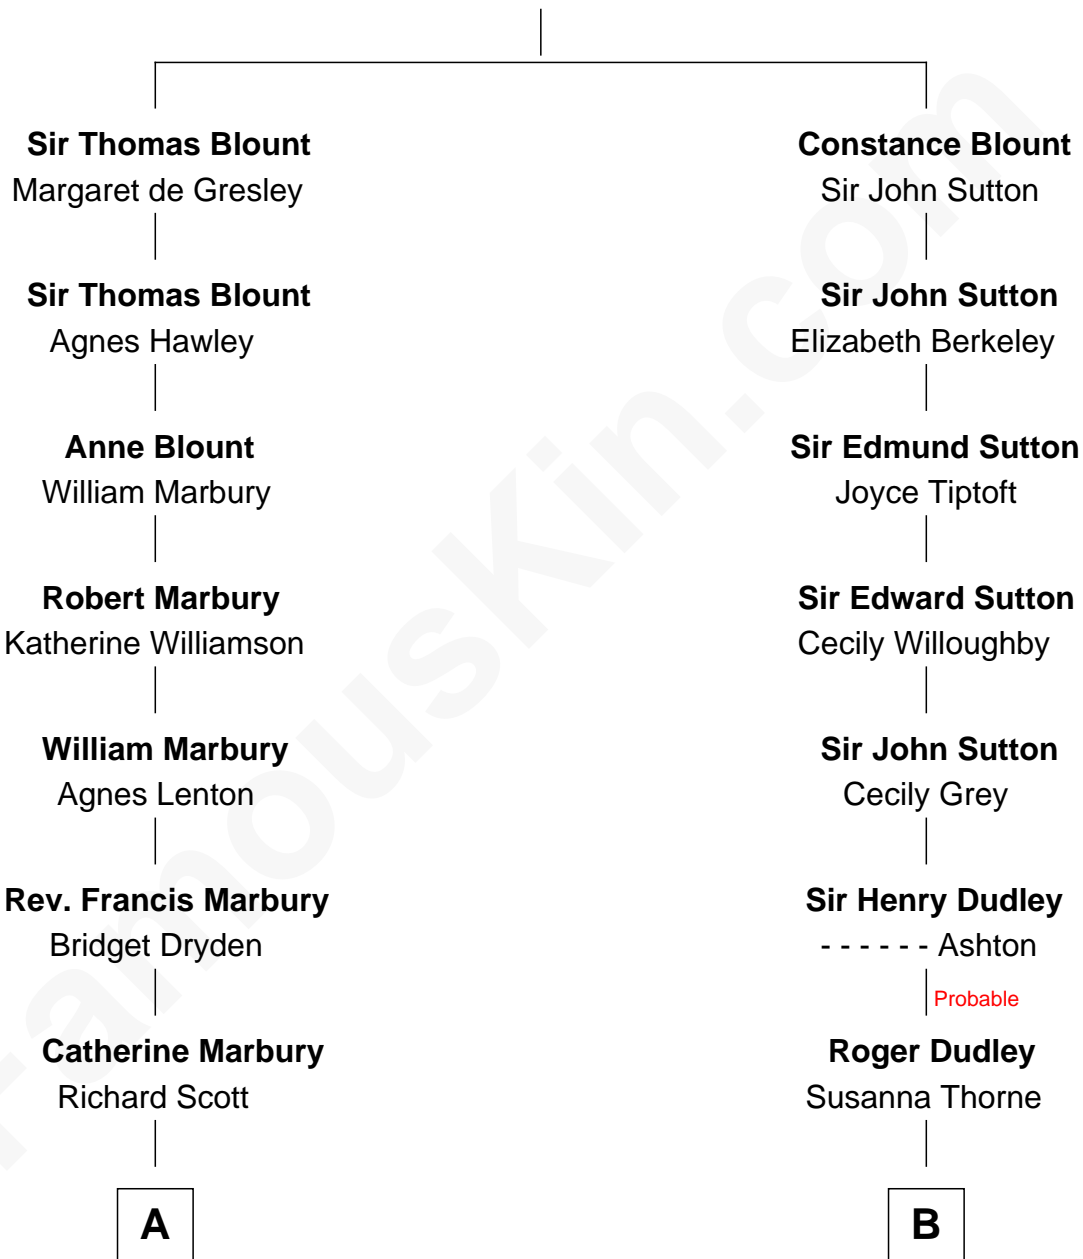 Sir Thomas Blount
Margaret de Gresley
Sir Thomas Blount
Agnes Hawley
Anne Blount
William Marbury
Robert Marbury
Katherine Williamson
William Marbury
Agnes Lenton
Rev. Francis Marbury
Bridget Dryden
Catherine Marbury
Richard Scott
A
Constance Blount
Sir John Sutton
Sir John Sutton
Elizabeth Berkeley
Sir Edmund Sutton
Joyce Tiptoft
Sir Edward Sutton
Cecily Willoughby
Sir John Sutton
Cecily Grey
Sir Henry Dudley
- - - - - - Ashton
Probable
Roger Dudley
Susanna Thorne
B
FamousKin.com